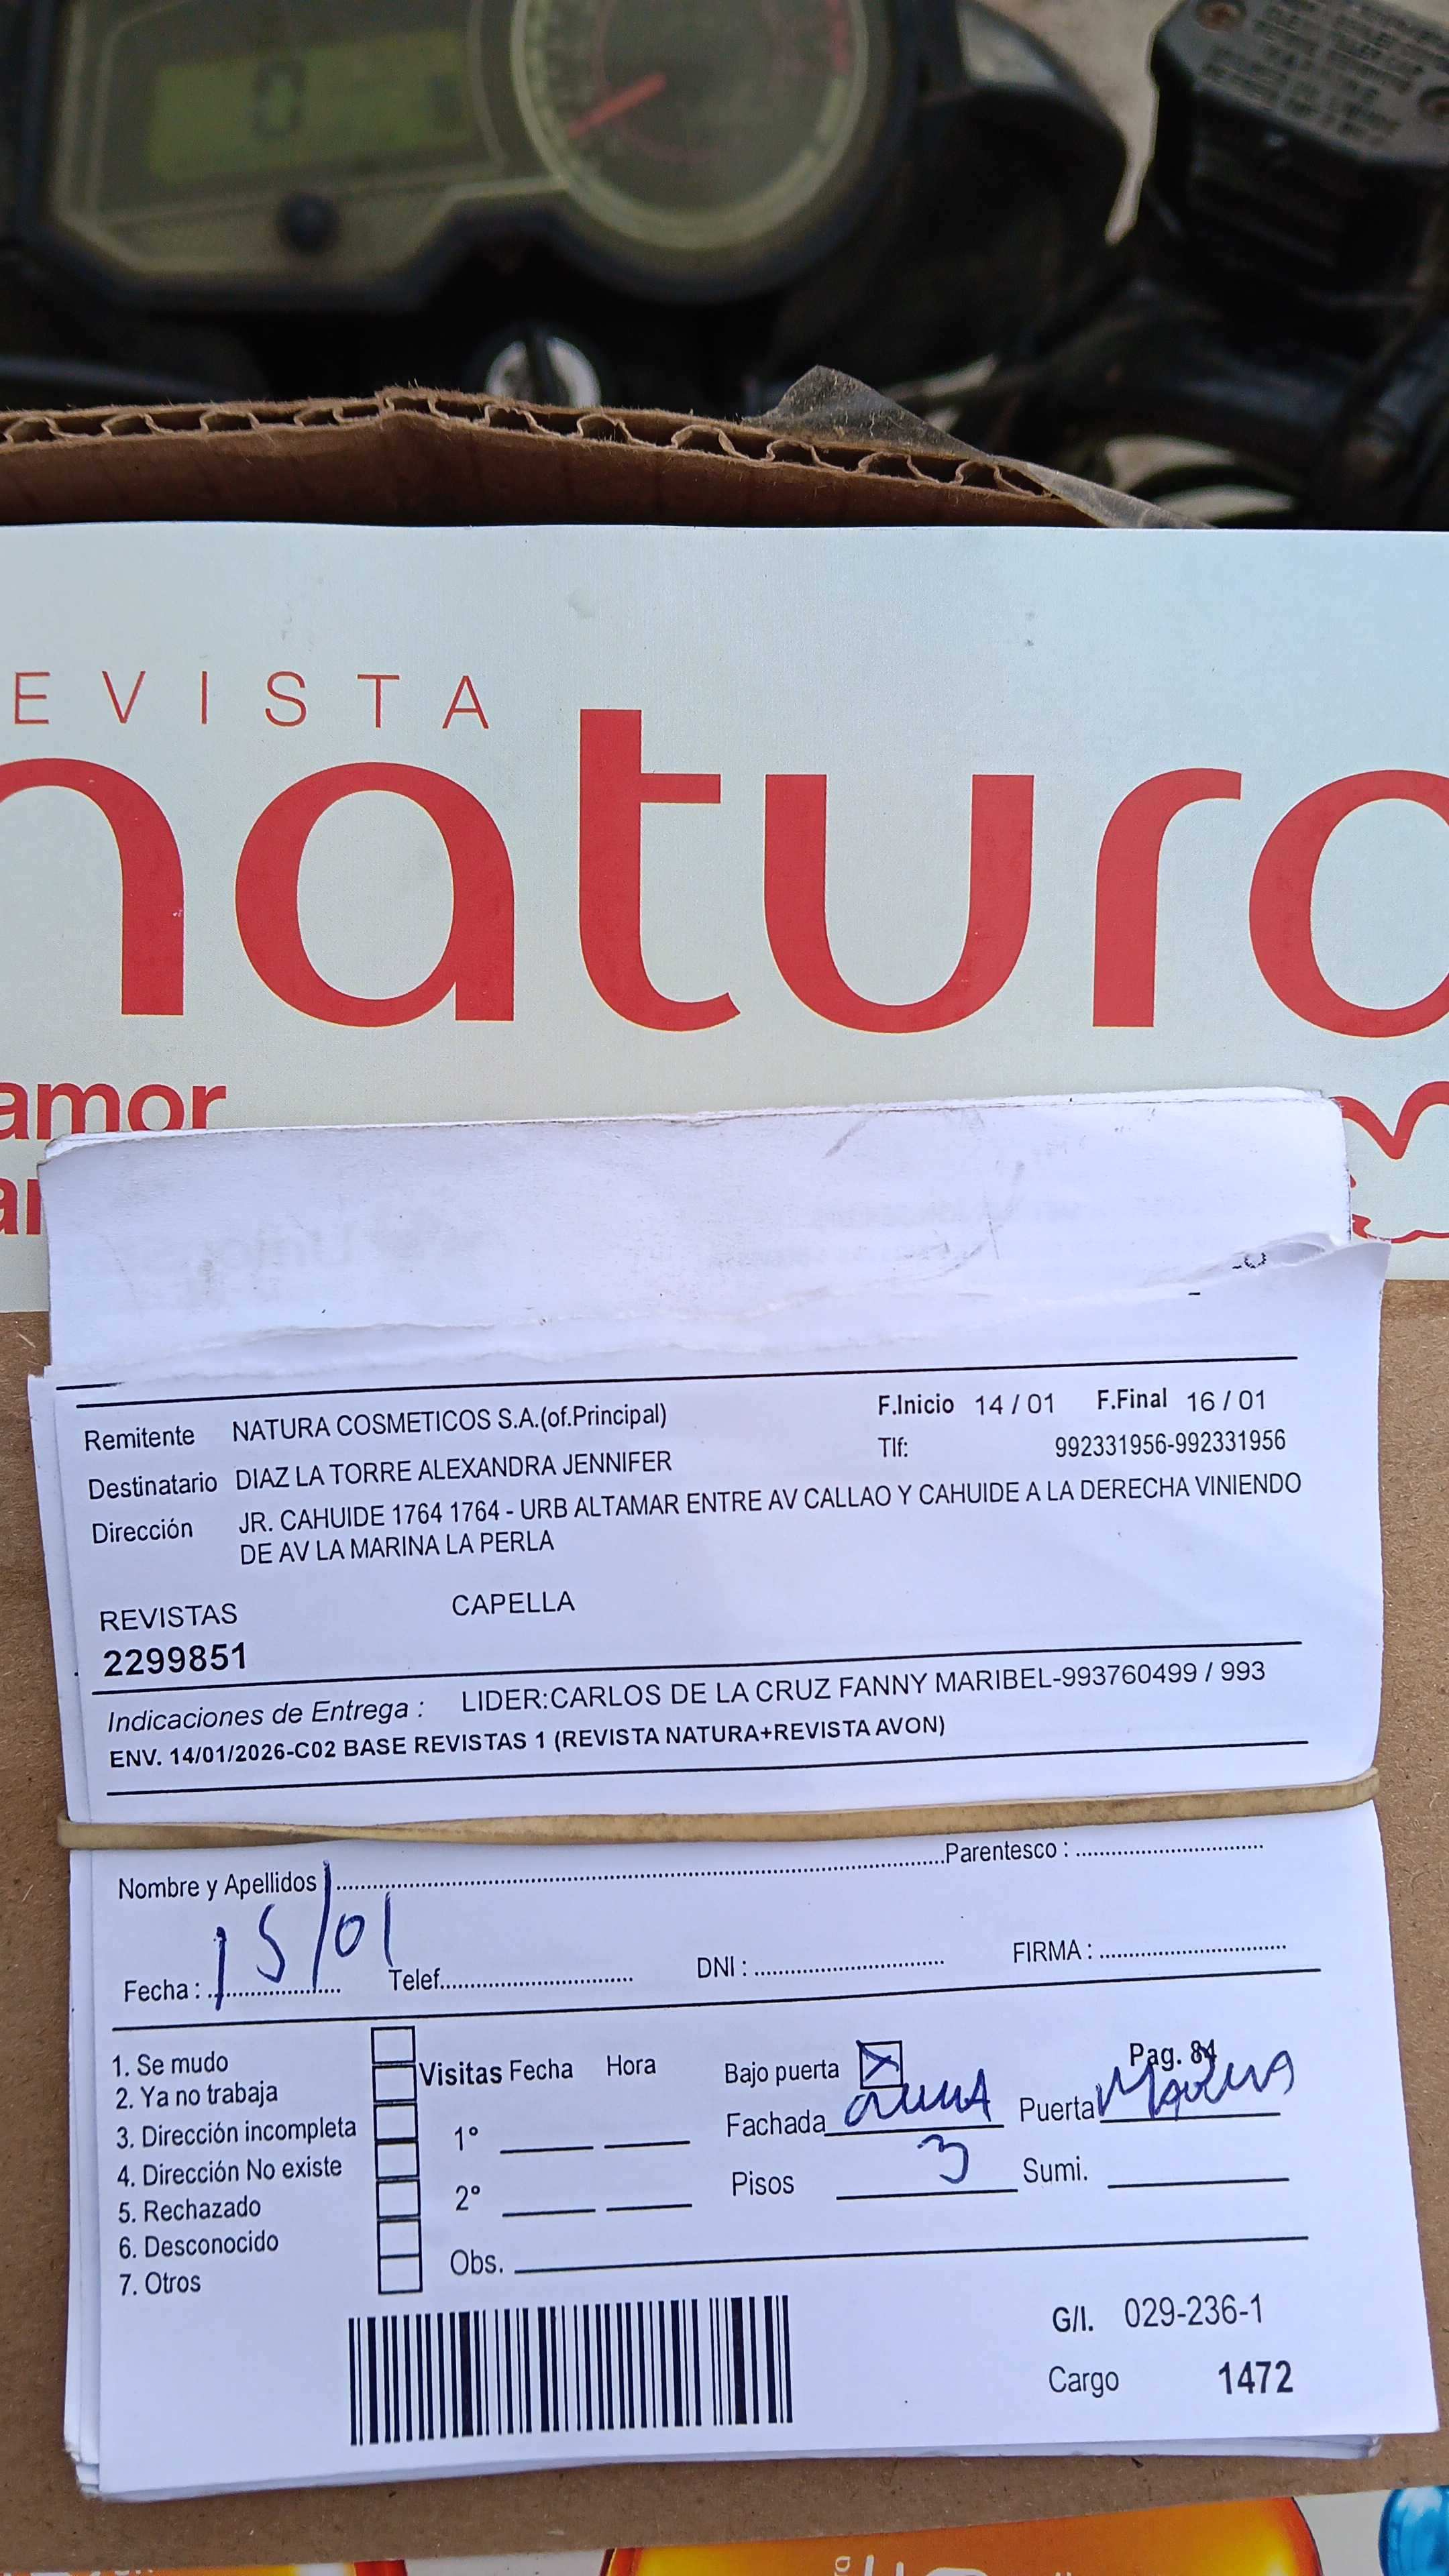 0
EVISTA
natura
amor
Remitente NATURA COSMETICOS S.A.(of.Principal) F.Inicio 14 / 01 F.Final 16 / 01
Tlf: 992331956-992331956
Destinatario DIAZ LA TORRE ALEXANDRA JENNIFER
Dirección JR. CAHUIDE 1764 1764 - URB ALTAMAR ENTRE AV CALLAO Y CAHUIDE A LA DERECHA VINIENDO
DE AV LA MARINA LA PERLA
REVISTAS CAPELLA
2299851
Indicaciones de Entrega : LIDER:CARLOS DE LA CRUZ FANNY MARIBEL-993760499 / 993
ENV. 14/01/2026-C02 BASE REVISTAS 1 (REVISTA NATURA+REVISTA AVON)
Nombre y Apellidos Parentesco :
Fecha : 15/01 Telef. DNI : FIRMA :
1. Se mudo
2. Ya no trabaja
3. Dirección incompleta
4. Dirección No existe
5. Rechazado
6. Desconocido
7. Otros
Visitas Fecha Hora
1°
2°
Obs.
Bajo puerta X Pag. 84
Fachada Puerta
Pisos 3 Sumi.
G/I. 029-236-1
Cargo 1472